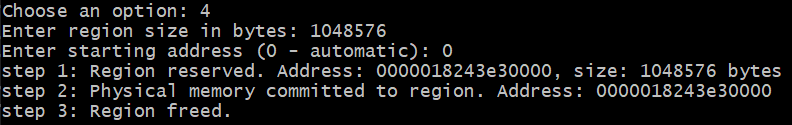 Choose an option: 4
Enter region size in bytes: 1048576
Enter starting address (0 - automatic): 0
step 1: Region reserved. Address: 0000018243e30000, size: 1048576 bytes
step 2: Physical memory committed to region. Address: 0000018243e30000
step 3: Region freed.